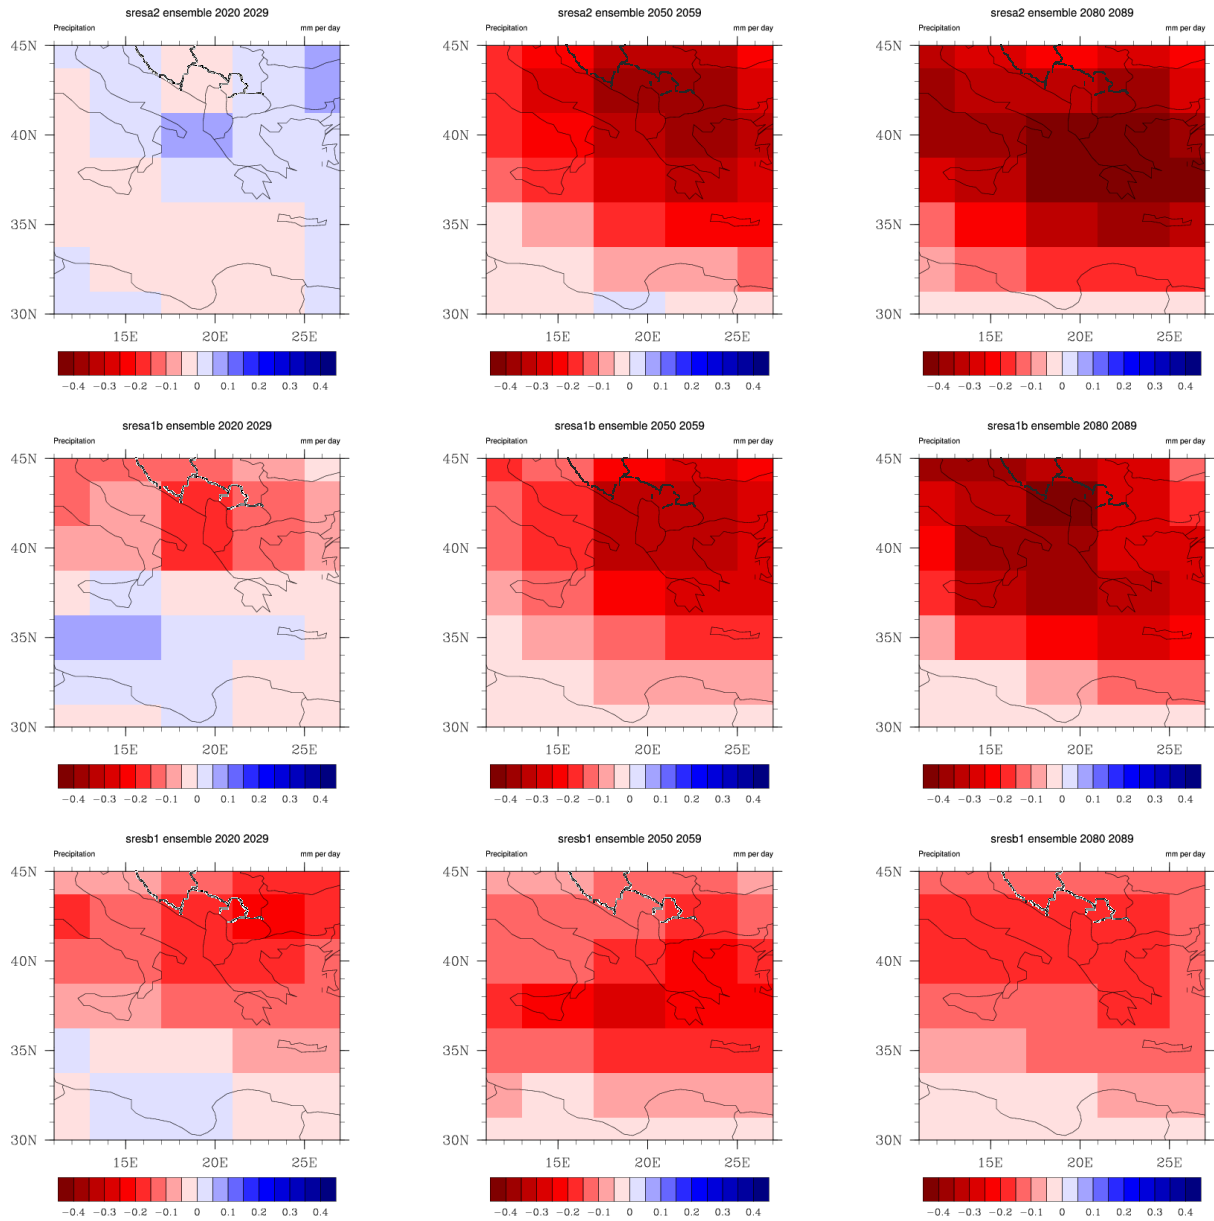 sresa2 ensemble 2020 2029
sresa2 ensemble 2050 2059
sresa2 ensemble 2080 2089
Precipitation mm per day
Precipitation mm per day
Precipitation mm per day
45N
40N
35N
30N
15E 20E 25E
−0.4 −0.3 −0.2 −0.1 0 0.1 0.2 0.3 0.4
45N
40N
35N
30N
15E 20E 25E
−0.4 −0.3 −0.2 −0.1 0 0.1 0.2 0.3 0.4
45N
40N
35N
30N
15E 20E 25E
−0.4 −0.3 −0.2 −0.1 0 0.1 0.2 0.3 0.4
sresa1b ensemble 2020 2029
sresa1b ensemble 2050 2059
sresa1b ensemble 2080 2089
Precipitation mm per day
Precipitation mm per day
Precipitation mm per day
45N
40N
35N
30N
15E 20E 25E
−0.4 −0.3 −0.2 −0.1 0 0.1 0.2 0.3 0.4
45N
40N
35N
30N
15E 20E 25E
−0.4 −0.3 −0.2 −0.1 0 0.1 0.2 0.3 0.4
45N
40N
35N
30N
15E 20E 25E
−0.4 −0.3 −0.2 −0.1 0 0.1 0.2 0.3 0.4
sresb1 ensemble 2020 2029
sresb1 ensemble 2050 2059
sresb1 ensemble 2080 2089
Precipitation mm per day
Precipitation mm per day
Precipitation mm per day
45N
40N
35N
30N
15E 20E 25E
−0.4 −0.3 −0.2 −0.1 0 0.1 0.2 0.3 0.4
45N
40N
35N
30N
15E 20E 25E
−0.4 −0.3 −0.2 −0.1 0 0.1 0.2 0.3 0.4
45N
40N
35N
30N
15E 20E 25E
−0.4 −0.3 −0.2 −0.1 0 0.1 0.2 0.3 0.4